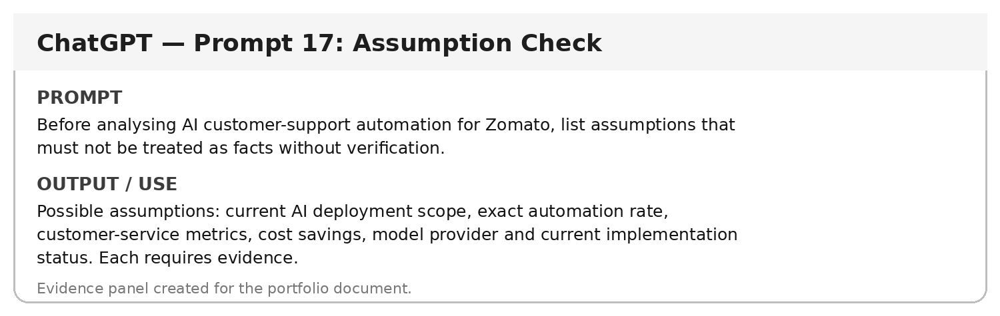 ChatGPT — Prompt 17: Assumption Check
PROMPT
Before analysing AI customer-support automation for Zomato, list assumptions that
must not be treated as facts without verification.
OUTPUT / USE
Possible assumptions: current AI deployment scope, exact automation rate,
customer-service metrics, cost savings, model provider and current implementation
status. Each requires evidence.
Evidence panel created for the portfolio document.